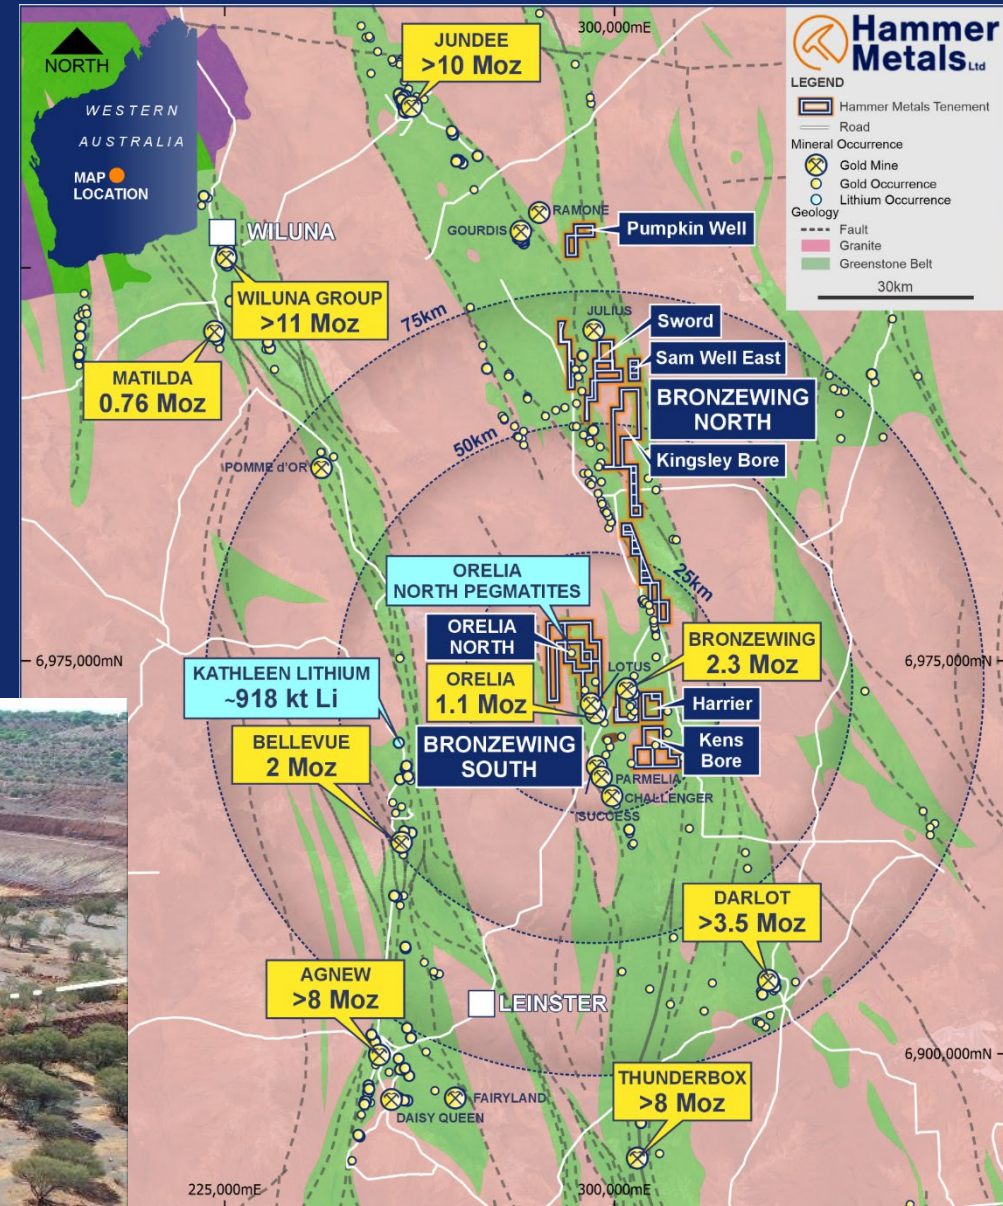 NORTH
WESTERN
AUSTRALIA
MAP
LOCATION
300,000mE
Hammer
Metals Ltd
LEGEND
Hammer Metals Tenement
Road
Mineral Occurrence
Gold Mine
Gold Occurrence
Lithium Occurrence
Geology
Fault
Granite
Greenstone Belt
30km
JUNDEE
>10 Moz
RAMONE
GOURDIS
Pumpkin Well
WILUNA
WILUNA GROUP
>11 Moz
75km
JULIUS
Sword
Sam Well East
MATILDA
0.76 Moz
BRONZEWING
NORTH
50km
Kingsley Bore
POMME d'OR
25km
ORELIA
NORTH PEGMATITES
ORELIA
NORTH
LOTUS
BRONZEWING
2.3 Moz
6,975,000mN
6,975,000mN
KATHLEEN LITHIUM
~918 kt Li
ORELIA
1.1 Moz
Harrier
BELLEVUE
2 Moz
BRONZEWING
SOUTH
Kens
Bore
PARMELIA
CHALLENGER
SUCCESS
DARLOT
>3.5 Moz
AGNEW
>8 Moz
LEINSTER
6,900,000mN
THUNDERBOX
>8 Moz
FAIRYLAND
DAISY QUEEN
225,000mE
300,000mE